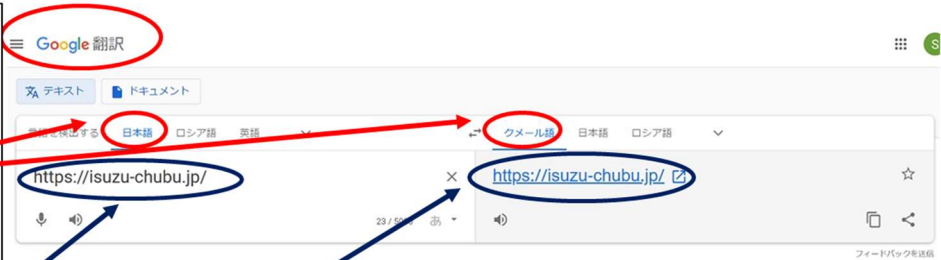 Google 翻訳
S
テキスト ドキュメント
言語を検出する 日本語 ロシア語 英語 クメール語 日本語 ロシア語
https://isuzu-chubu.jp/ https://isuzu-chubu.jp/
23 / 5000 あ
フィードバックを送信